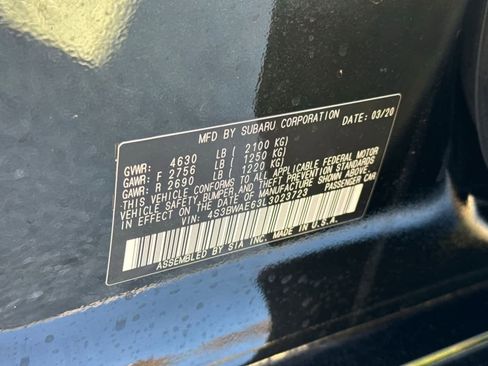 MFD BY SUBARU CORPORATION DATE: 03/20
GVWR: 4630 LB ( 2100 KG)
GAWR: F 2756 LB ( 1250 KG)
GAWR: R 2690 LB ( 1220 KG)
THIS VEHICLE CONFORMS TO ALL APPLICABLE FEDERAL MOTOR
VEHICLE SAFETY, BUMPER, AND THEFT PREVENTION STANDARDS
IN EFFECT ON THE DATE OF MANUFACTURE SHOWN ABOVE.
VIN: 4S3BWAE63L3023723 PASSENGER CAR
ASSEMBLED BY SIA INC. MADE IN U.S.A.